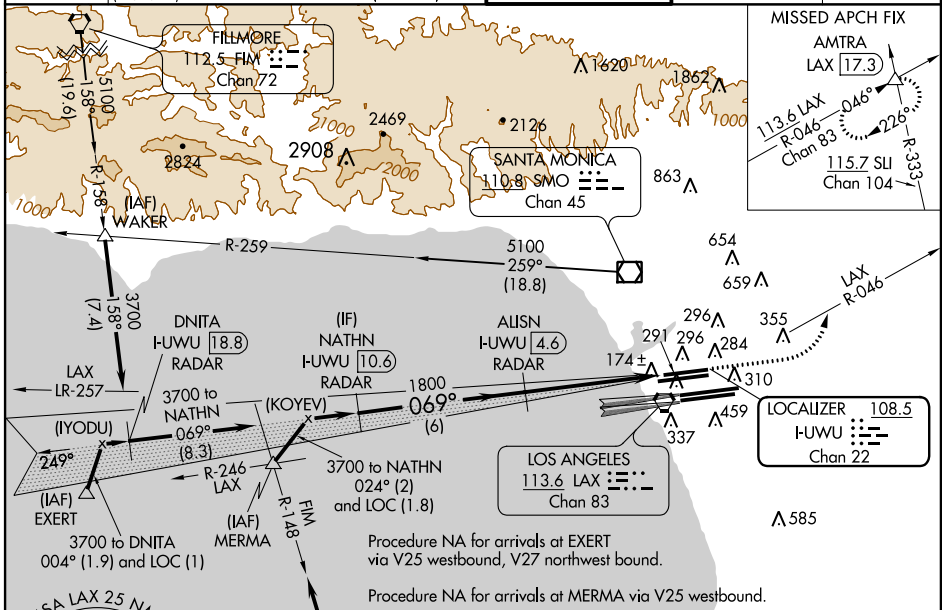 FILLMORE
112.5 FIM
Chan 72
5100
158°
(19.6)
R-158
1620
1862
1000
2469
2126
2908
2824
2000
1000
1000
MISSED APCH FIX
AMTRA
LAX 17.3
113.6 LAX
R-046
Chan 83
046°
226°
R-333
115.7 SLI
Chan 104
SANTA MONICA
110.8 SMO
Chan 45
863
(IAF)
WAKER
R-259
5100
259°
(18.8)
654
659
LAX
R-046
3700
158°
(7.4)
DNITA
I-UWU 18.8
RADAR
(IF)
NATHN
I-UWU 10.6
RADAR
ALISN
I-UWU 4.6
RADAR
296
291
296
284
355
174 ±
310
LAX
LR-257
3700 to
NATHN
069°
(8.3)
1800
069°
(6)
(KOYEV)
(IYODU)
249°
R-246
LAX
337
459
LOCALIZER 108.5
I-UWU
Chan 22
LOS ANGELES
113.6 LAX
Chan 83
3700 to NATHN
024° (2)
and LOC (1.8)
(IAF)
EXERT
(IAF)
MERMA
FIM
R-148
585
3700 to DNITA
004° (1.9) and LOC (1)
Procedure NA for arrivals at EXERT
via V25 westbound, V27 northwest bound.
Procedure NA for arrivals at MERMA via V25 westbound.
SA LAX 25 N